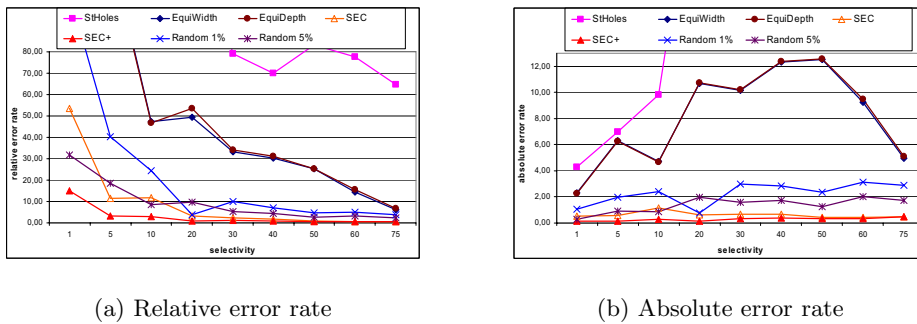 StHoles EquiWidth EquiDepth SEC
SEC+ Random 1% Random 5%
80,00
70,00
60,00
50,00
40,00
30,00
20,00
10,00
0,00
relative error rate
1 5 10 20 30 40 50 60 75
selectivity
(a) Relative error rate
StHoles EquiWidth EquiDepth SEC
SEC+ Random 1% Random 5%
12,00
10,00
8,00
6,00
4,00
2,00
0,00
absolute error rate
1 5 10 20 30 40 50 60 75
selectivity
(b) Absolute error rate